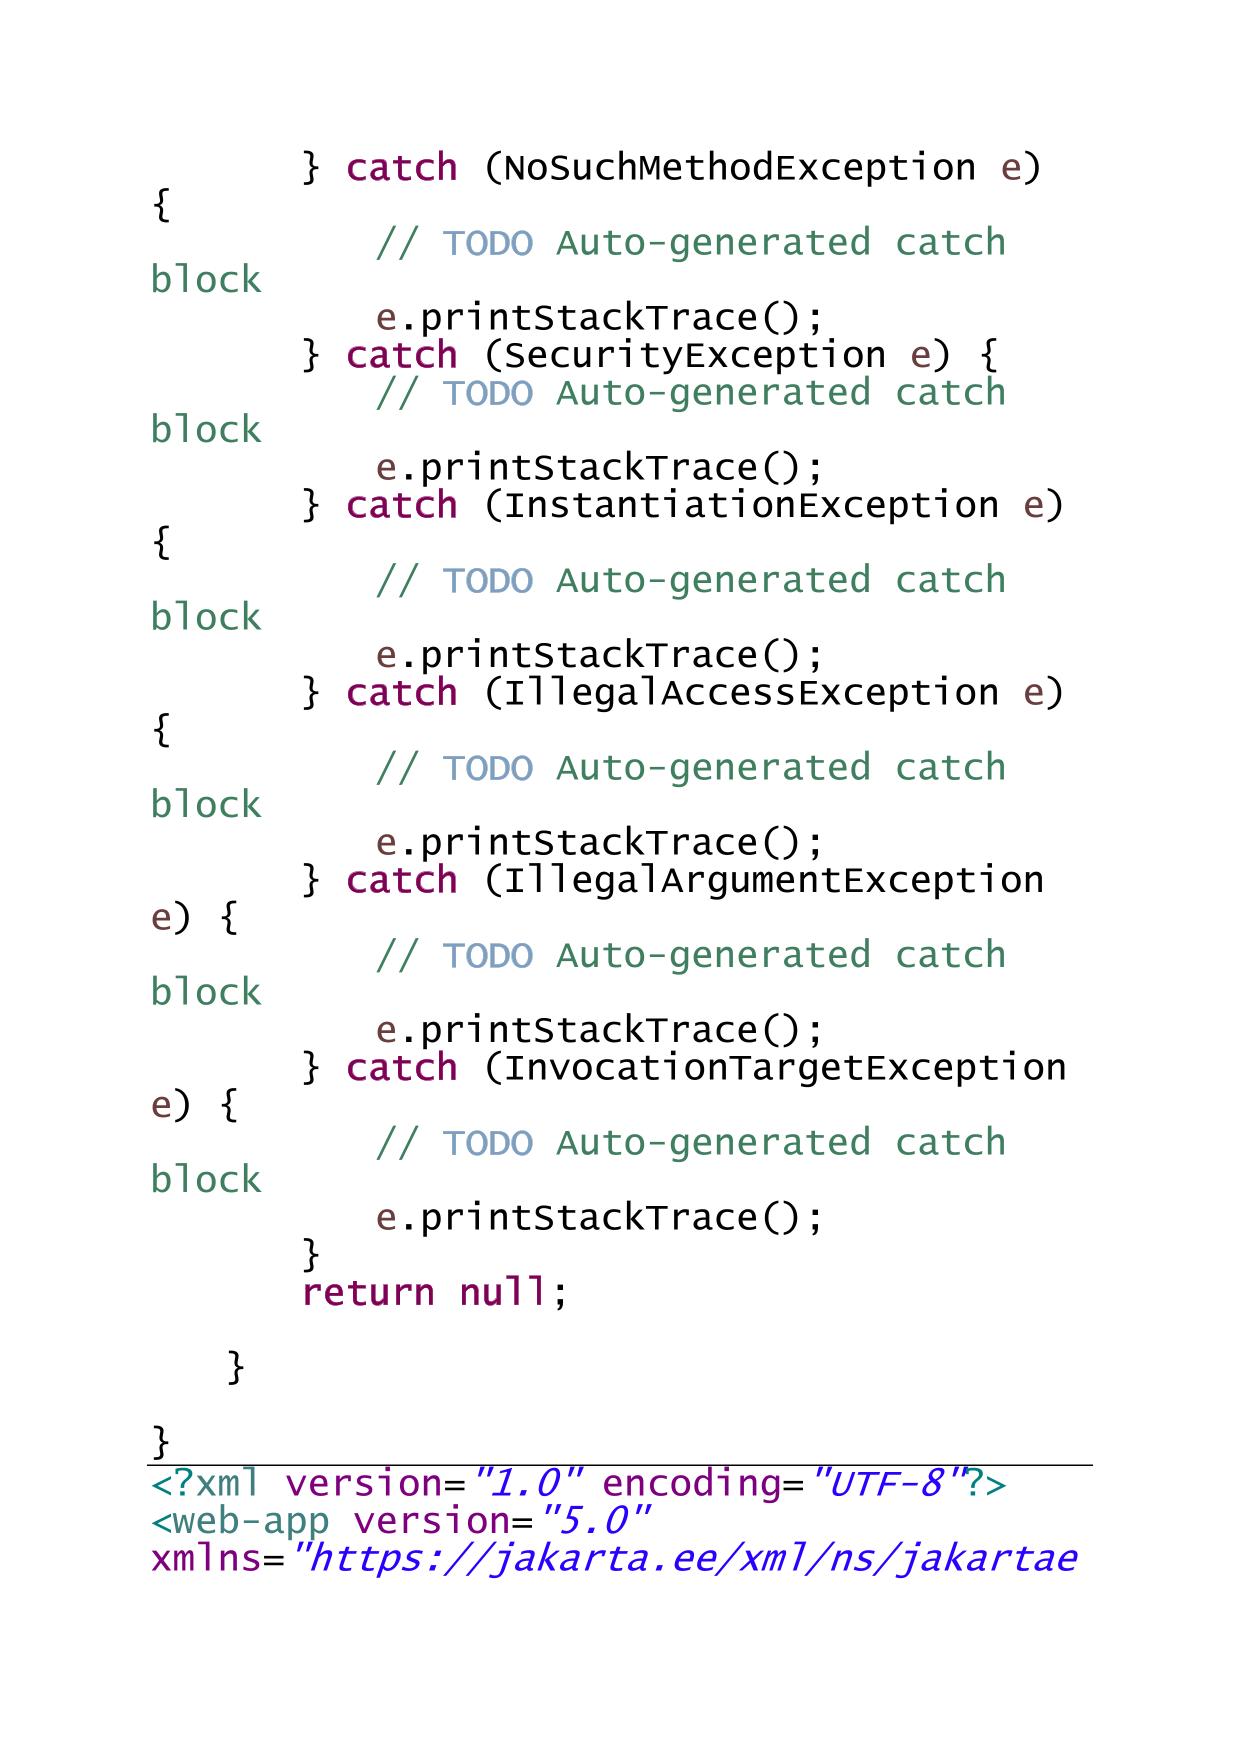 } catch (NoSuchMethodException e)
{
// TODO Auto-generated catch
block
e.printStackTrace();
} catch (SecurityException e) {
// TODO Auto-generated catch
block
e.printStackTrace();
} catch (InstantiationException e)
{
// TODO Auto-generated catch
block
e.printStackTrace();
} catch (IllegalAccessException e)
{
// TODO Auto-generated catch
block
e.printStackTrace();
} catch (IllegalArgumentException
e) {
// TODO Auto-generated catch
block
e.printStackTrace();
} catch (InvocationTargetException
e) {
// TODO Auto-generated catch
block
e.printStackTrace();
}
return null;
}
}
<?xml version="1.0" encoding="UTF-8"?>
<web-app version="5.0"
xmlns="https://jakarta.ee/xml/ns/jakartae